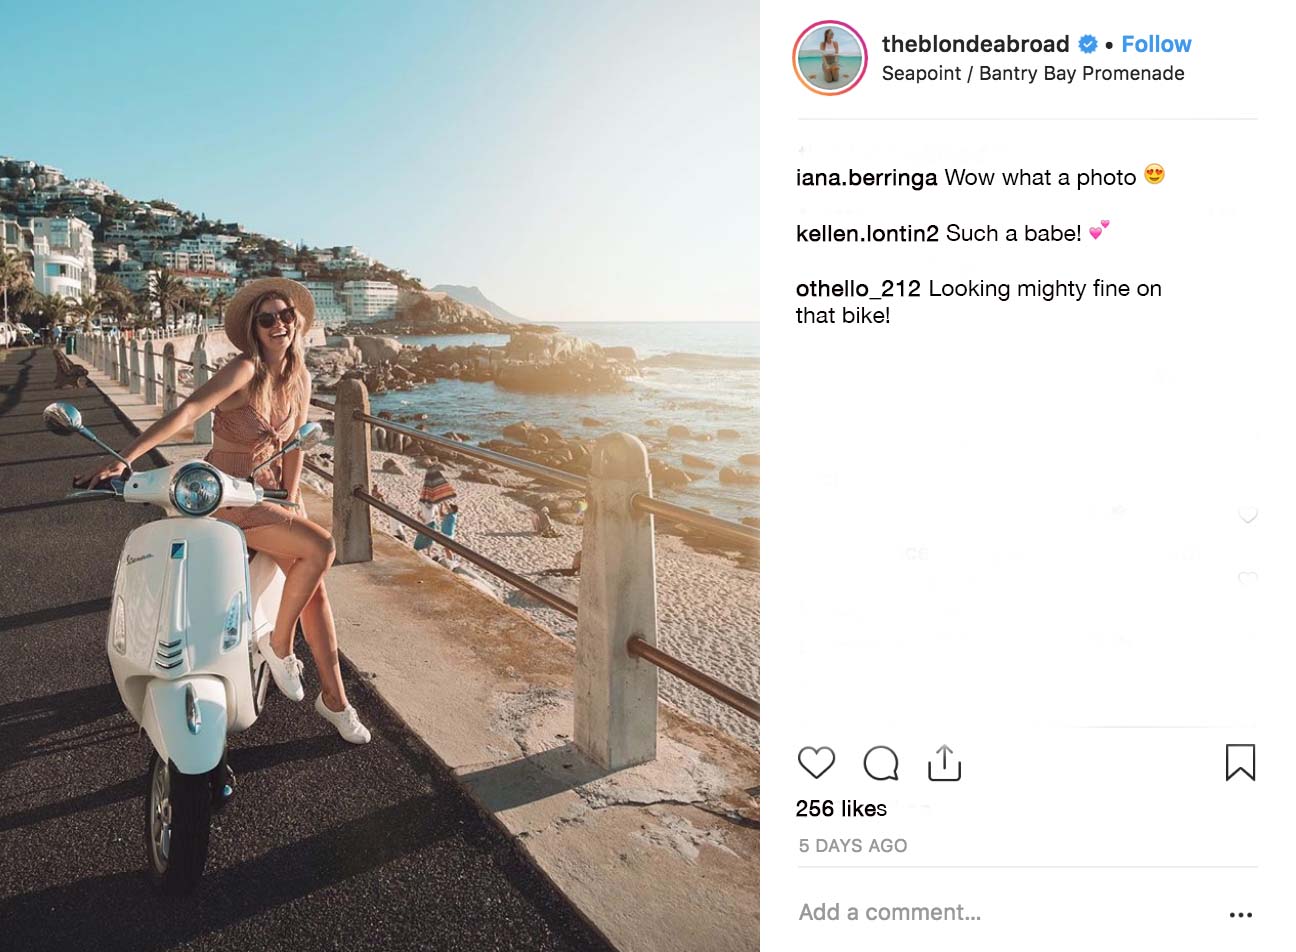 theblondeabroad • Follow
Seapoint / Bantry Bay Promenade
iana.berringa Wow what a photo 😍
kellen.lontin2 Such a babe! 💕
othello_212 Looking mighty fine on
that bike!
Vespa
256 likes
5 DAYS AGO
Add a comment...